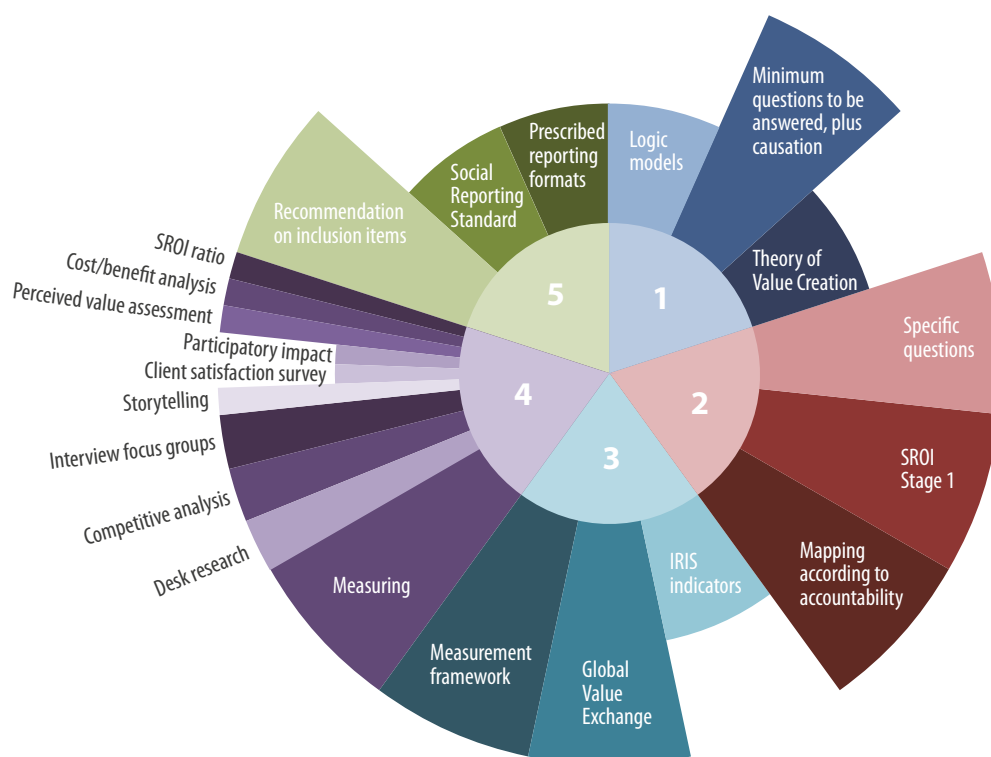 Logic
models
Minimum
questions to be
answered, plus
causation
Theory of
Value Creation
1
Specific
questions
SROI
Stage 1
Mapping
according to
accountability
2
IRIS
indicators
Global
Value
Exchange
Measurement
framework
3
Measuring
Desk research
Competitive analysis
Interview focus groups
Storytelling
Client satisfaction survey
Participatory impact
Perceived value assessment
Cost/benefit analysis
SROI ratio
4
Recommendation
on inclusion items
Social
Reporting
Standard
Prescribed
reporting
formats
5